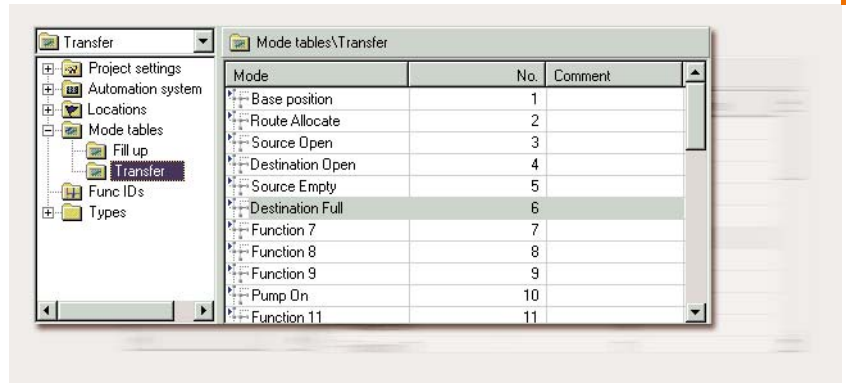 Transfer
Project settings
Automation system
Locations
Mode tables
Fill up
Transfer
Func IDs
Types
Mode tables\Transfer
Mode No. Comment
Base position 1
Route Allocate 2
Source Open 3
Destination Open 4
Source Empty 5
Destination Full 6
Function 7 7
Function 8 8
Function 9 9
Pump On 10
Function 11 11